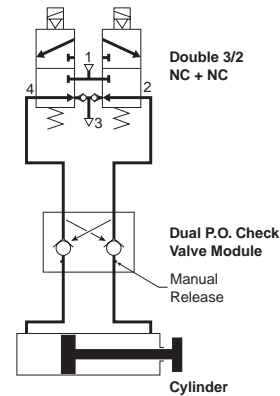 Double 3/2
NC + NC
1
4
2
3
Dual P.O. Check
Valve Module
Manual
Release
Cylinder